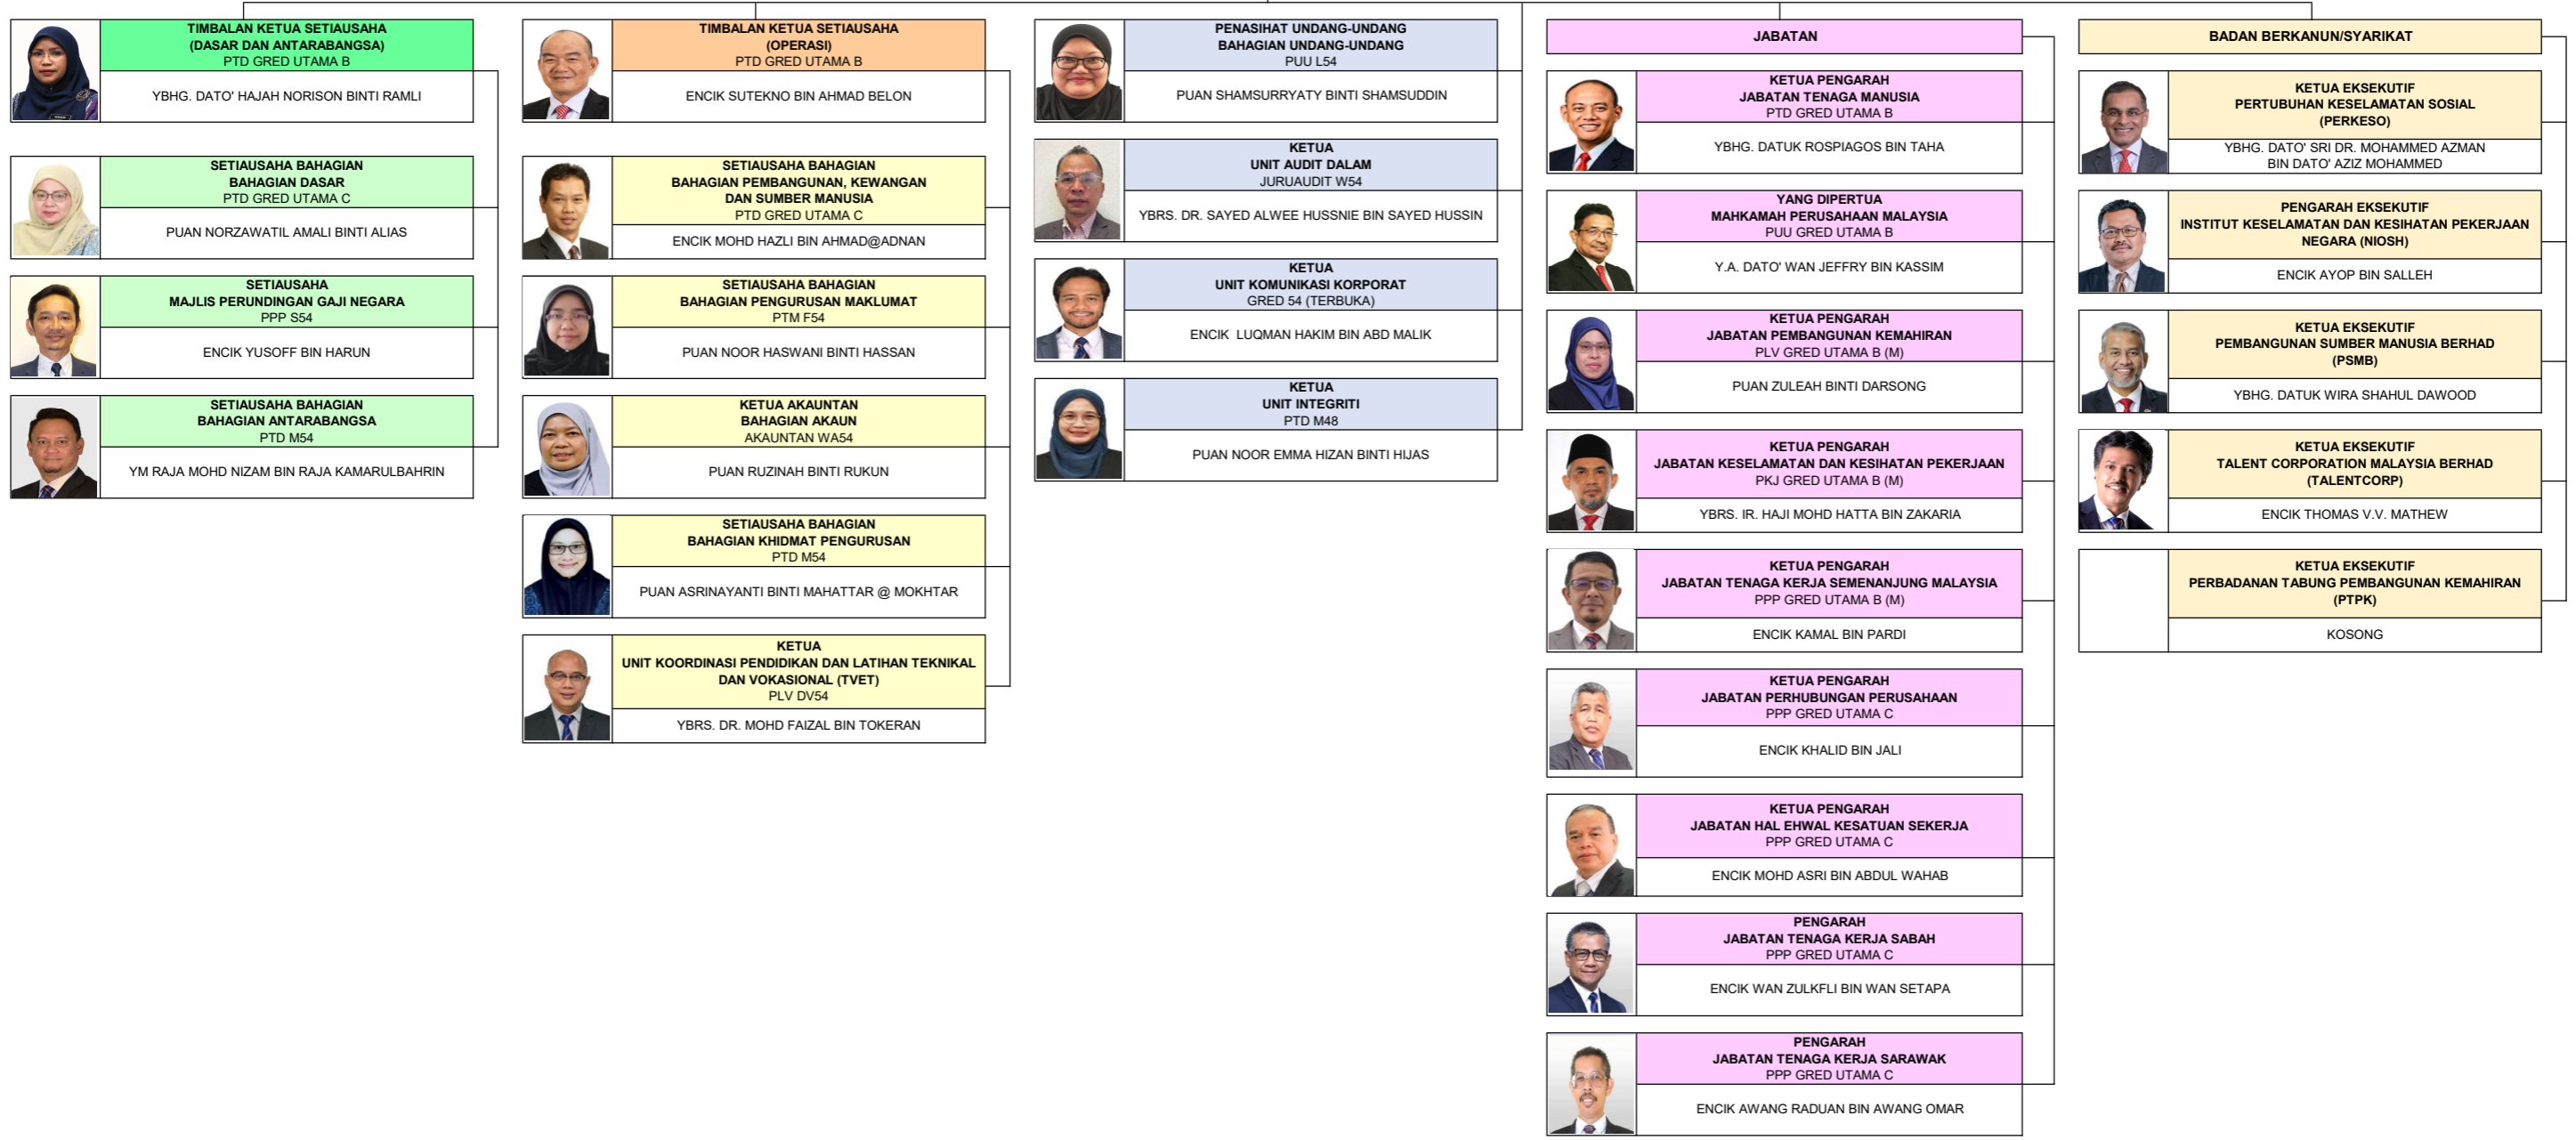 TIMBALAN KETUA SETIAUSAHA
(DASAR DAN ANTARABANGSA)
PTD GRED UTAMA B
YBHG. DATO' HAJAH NORISON BINTI RAMLI
SETIAUSAHA BAHAGIAN
BAHAGIAN DASAR
PTD GRED UTAMA C
PUAN NORZAWATIL AMALI BINTI ALIAS
SETIAUSAHA
MAJLIS PERUNDINGAN GAJI NEGARA
PPP S54
ENCIK YUSOFF BIN HARUN
SETIAUSAHA BAHAGIAN
BAHAGIAN ANTARABANGSA
PTD M54
YM RAJA MOHD NIZAM BIN RAJA KAMARULBAHRIN
TIMBALAN KETUA SETIAUSAHA
(OPERASI)
PTD GRED UTAMA B
ENCIK SUTEKNO BIN AHMAD BELON
SETIAUSAHA BAHAGIAN
BAHAGIAN PEMBANGUNAN, KEWANGAN
DAN SUMBER MANUSIA
PTD GRED UTAMA C
ENCIK MOHD HAZLI BIN AHMAD@ADNAN
SETIAUSAHA BAHAGIAN
BAHAGIAN PENGURUSAN MAKLUMAT
PTM F54
PUAN NOOR HASWANI BINTI HASSAN
KETUA AKAUNTAN
BAHAGIAN AKAUN
AKAUNTAN WA54
PUAN RUZINAH BINTI RUKUN
SETIAUSAHA BAHAGIAN
BAHAGIAN KHIDMAT PENGURUSAN
PTD M54
PUAN ASRINAYANTI BINTI MAHATTAR @ MOKHTAR
KETUA
UNIT KOORDINASI PENDIDIKAN DAN LATIHAN TEKNIKAL
DAN VOKASIONAL (TVET)
PLV DV54
YBRS. DR. MOHD FAIZAL BIN TOKERAN
PENASIHAT UNDANG-UNDANG
BAHAGIAN UNDANG-UNDANG
PUU L54
PUAN SHAMSURRYATY BINTI SHAMSUDDIN
KETUA
UNIT AUDIT DALAM
JURUAUDIT W54
YBRS. DR. SAYED ALWEE HUSSNIE BIN SAYED HUSSIN
KETUA
UNIT KOMUNIKASI KORPORAT
GRED 54 (TERBUKA)
ENCIK LUQMAN HAKIM BIN ABD MALIK
KETUA
UNIT INTEGRITI
PTD M48
PUAN NOOR EMMA HIZAN BINTI HIJAS
JABATAN
KETUA PENGARAH
JABATAN TENAGA MANUSIA
PTD GRED UTAMA B
YBHG. DATUK ROSPIAGOS BIN TAHA
YANG DIPERTUA
MAHKAMAH PERUSAHAAN MALAYSIA
PUU GRED UTAMA B
Y.A. DATO' WAN JEFFRY BIN KASSIM
KETUA PENGARAH
JABATAN PEMBANGUNAN KEMAHIRAN
PLV GRED UTAMA B (M)
PUAN ZULEAH BINTI DARSONG
KETUA PENGARAH
JABATAN KESELAMATAN DAN KESIHATAN PEKERJAAN
PKJ GRED UTAMA B (M)
YBRS. IR. HAJI MOHD HATTA BIN ZAKARIA
KETUA PENGARAH
JABATAN TENAGA KERJA SEMENANJUNG MALAYSIA
PPP GRED UTAMA B (M)
ENCIK KAMAL BIN PARDI
KETUA PENGARAH
JABATAN PERHUBUNGAN PERUSAHAAN
PPP GRED UTAMA C
ENCIK KHALID BIN JALI
KETUA PENGARAH
JABATAN HAL EHWAL KESATUAN SEKERJA
PPP GRED UTAMA C
ENCIK MOHD ASRI BIN ABDUL WAHAB
PENGARAH
JABATAN TENAGA KERJA SABAH
PPP GRED UTAMA C
ENCIK WAN ZULKFLI BIN WAN SETAPA
PENGARAH
JABATAN TENAGA KERJA SARAWAK
PPP GRED UTAMA C
ENCIK AWANG RADUAN BIN AWANG OMAR
BADAN BERKANUN/SYARIKAT
KETUA EKSEKUTIF
PERTUBUHAN KESELAMATAN SOSIAL
(PERKESO)
YBHG. DATO' SRI DR. MOHAMMED AZMAN
BIN DATO' AZIZ MOHAMMED
PENGARAH EKSEKUTIF
INSTITUT KESELAMATAN DAN KESIHATAN PEKERJAAN
NEGARA (NIOSH)
ENCIK AYOP BIN SALLEH
KETUA EKSEKUTIF
PEMBANGUNAN SUMBER MANUSIA BERHAD
(PSMB)
YBHG. DATUK WIRA SHAHUL DAWOOD
KETUA EKSEKUTIF
TALENT CORPORATION MALAYSIA BERHAD
(TALENTCORP)
ENCIK THOMAS V.V. MATHEW
KETUA EKSEKUTIF
PERBADANAN TABUNG PEMBANGUNAN KEMAHIRAN
(PTPK)
KOSONG